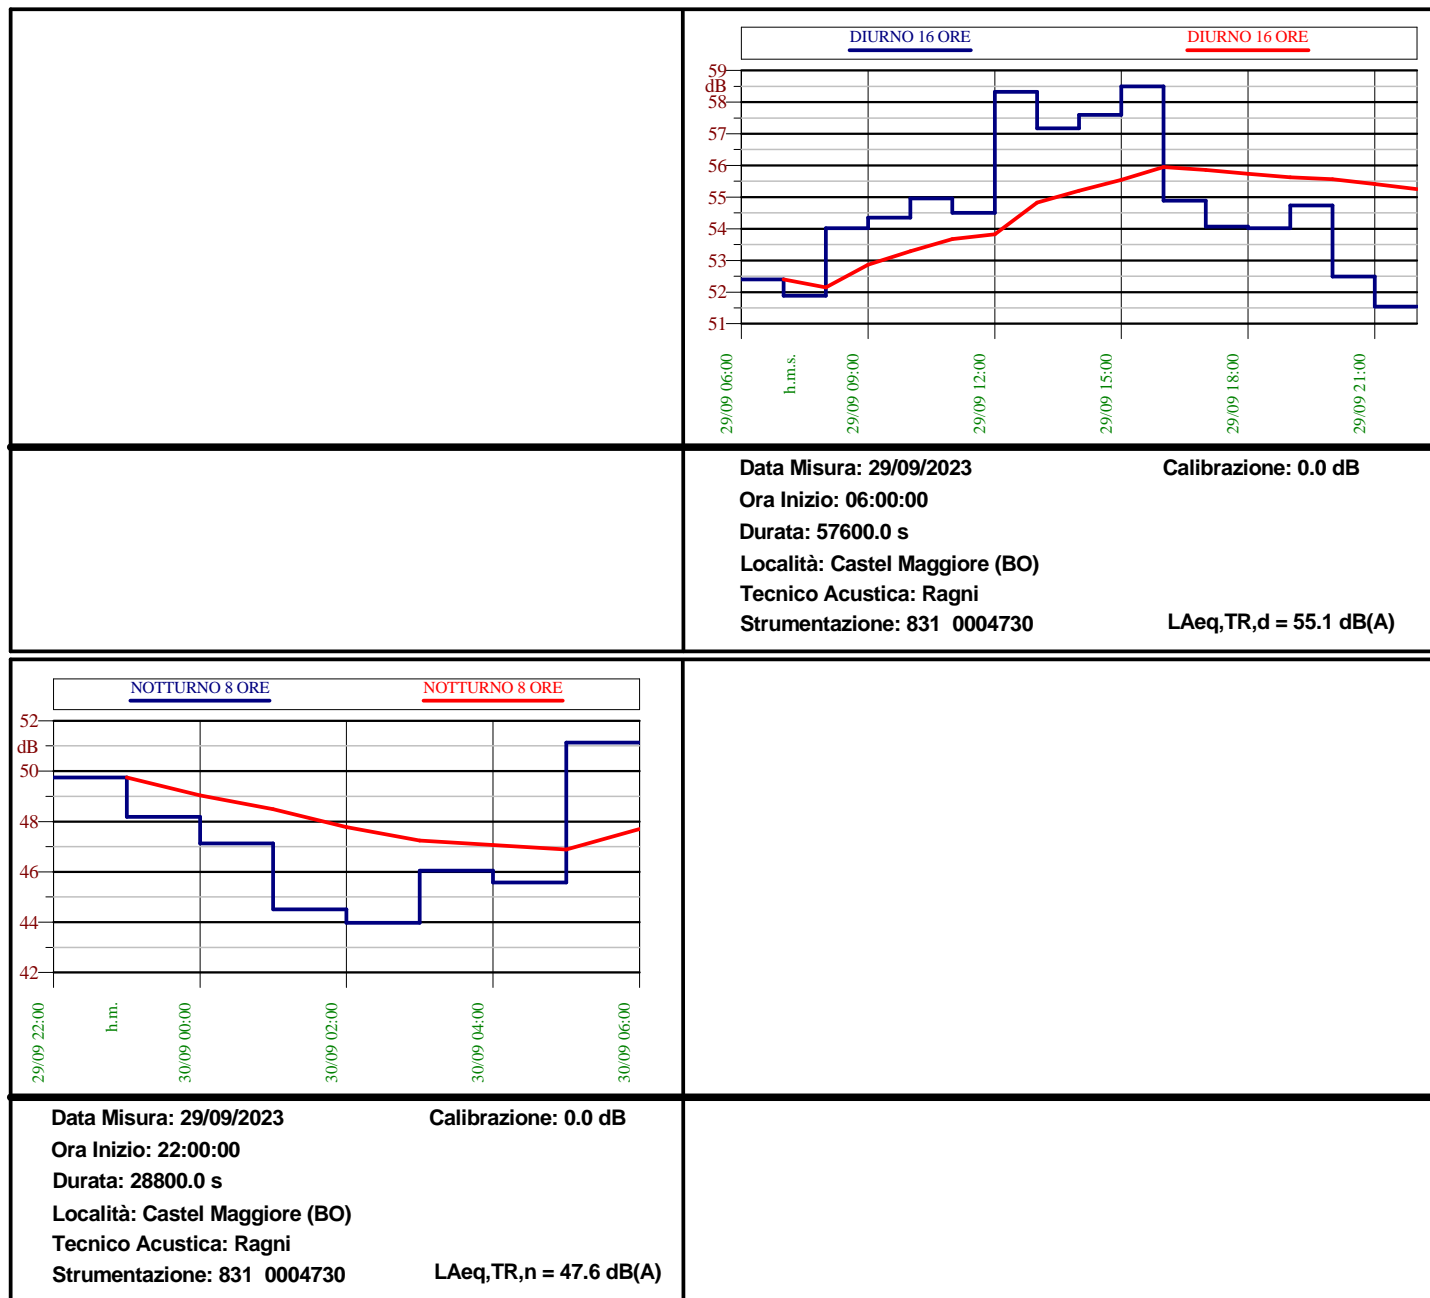 DIURNO 16 ORE DIURNO 16 ORE
59
dB
58
57
56
55
54
53
52
51
29/09 06:00 h.m.s. 29/09 09:00 29/09 12:00 29/09 15:00 29/09 18:00 29/09 21:00
Data Misura: 29/09/2023 Calibrazione: 0.0 dB
Ora Inizio: 06:00:00
Durata: 57600.0 s
Località: Castel Maggiore (BO)
Tecnico Acustica: Ragni
Strumentazione: 831 0004730 LAeq,TR,d = 55.1 dB(A)
NOTTURNO 8 ORE NOTTURNO 8 ORE
52
dB
50
48
46
44
42
29/09 22:00 h.m. 30/09 00:00 30/09 02:00 30/09 04:00 30/09 06:00
Data Misura: 29/09/2023 Calibrazione: 0.0 dB
Ora Inizio: 22:00:00
Durata: 28800.0 s
Località: Castel Maggiore (BO)
Tecnico Acustica: Ragni
Strumentazione: 831 0004730 LAeq,TR,n = 47.6 dB(A)